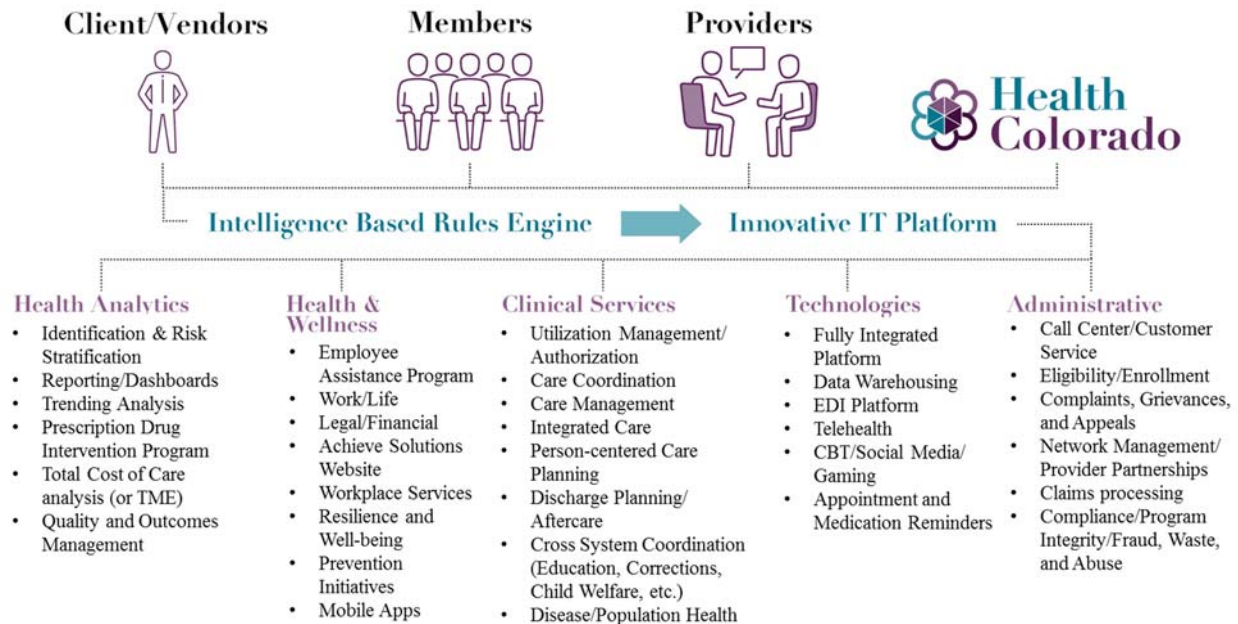 Client/Vendors
Members
Providers
Health
Colorado
Intelligence Based Rules Engine
Innovative IT Platform
Health Analytics
• Identification & Risk
Stratification
• Reporting/Dashboards
• Trending Analysis
• Prescription Drug
Intervention Program
• Total Cost of Care
analysis (or TME)
• Quality and Outcomes
Management
Health &
Wellness
• Employee
Assistance Program
• Work/Life
• Legal/Financial
• Achieve Solutions
Website
• Workplace Services
• Resilience and
Well-being
• Prevention
Initiatives
• Mobile Apps
Clinical Services
• Utilization Management/
Authorization
• Care Coordination
• Care Management
• Integrated Care
• Person-centered Care
Planning
• Discharge Planning/
Aftercare
• Cross System Coordination
(Education, Corrections,
Child Welfare, etc.)
• Disease/Population Health
Technologies
• Fully Integrated
Platform
• Data Warehousing
• EDI Platform
• Telehealth
• CBT/Social Media/
Gaming
• Appointment and
Medication Reminders
Administrative
• Call Center/Customer
Service
• Eligibility/Enrollment
• Complaints, Grievances,
and Appeals
• Network Management/
Provider Partnerships
• Claims processing
• Compliance/Program
Integrity/Fraud, Waste,
and Abuse